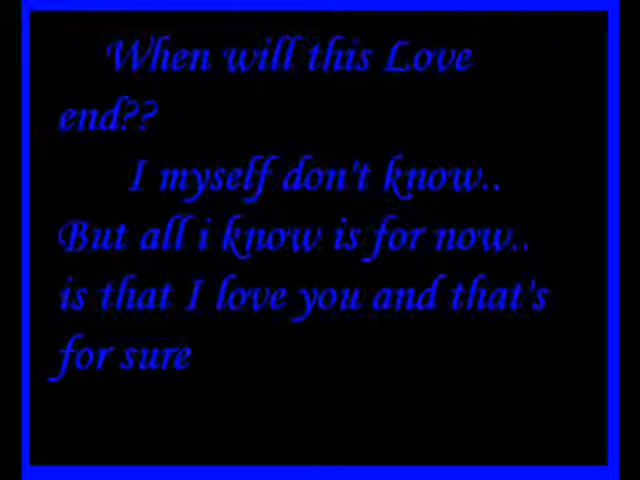 When will this Love
end??
I myself don't know..
But all i know is for now..
is that I love you and that's
for sure